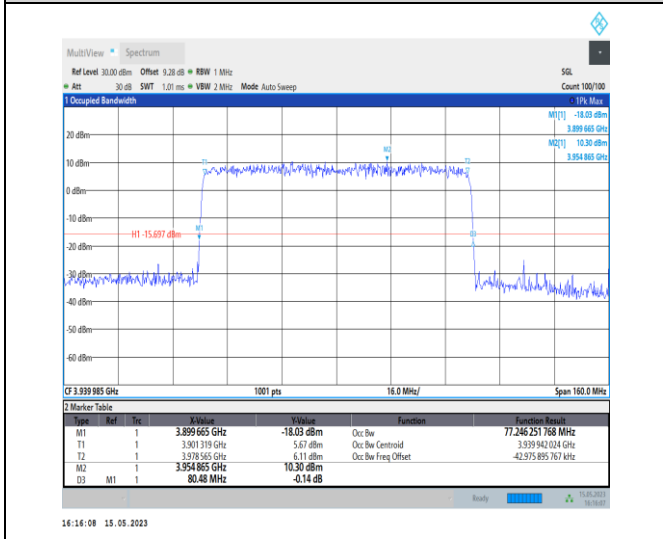 MultiView Spectrum
Ref Level 30.00 dBm Offset 9.28 dB RBW 1 MHz SGL
Att 30 dB SWT 1.01 ms VBW 2 MHz Mode Auto Sweep Count 100/100
1 Occupied Bandwidth 1Pk Max
M1[1] -18.03 dBm
3.899 665 GHz
20 dBm
M2[1] 10.30 dBm
3.954 865 GHz
M2
10 dBm
T1
T2
0 dBm
-10 dBm
H1 -15.697 dBm
M1
D3
-30 dBm
-40 dBm
-50 dBm
-60 dBm
CF 3.939 985 GHz 1001 pts 16.0 MHz/ Span 160.0 MHz
2 Marker Table
Type Ref Trc X-Value Y-Value Function Function Result
M1 1 3.899 665 GHz -18.03 dBm Occ Bw 77.246 251 768 MHz
T1 1 3.901 319 GHz 5.67 dBm Occ Bw Centroid 3.939 942 024 GHz
T2 1 3.978 565 GHz 6.11 dBm Occ Bw Freq Offset -42.975 895 767 kHz
M2 1 3.954 865 GHz 10.30 dBm
D3 M1 1 80.48 MHz -0.14 dB
Ready 15.05.2023
16:16:07
16:16:08 15.05.2023